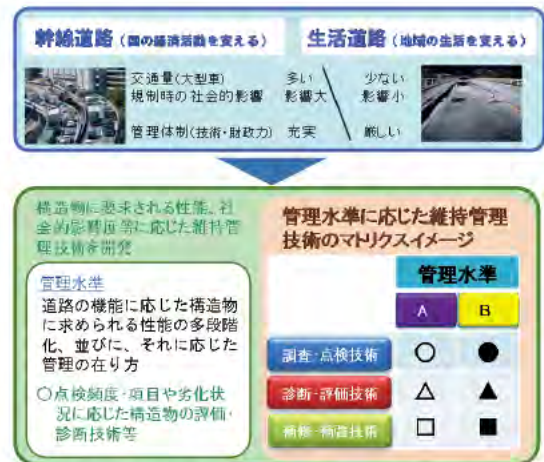 幹線道路（国の経済活動を支える）
生活道路（地域の生活を支える）
交通量(大型車)　多い　少ない
規制時の社会的影響　影響大　影響小
管理体制(技術・財政力)　充実　厳しい
構造物に要求される性能、社
会的影響度等に応じた維持管
理技術を開発
管理水準
道路の機能に応じた構造物
に求められる性能の多段階
化、並びに、それに応じた
管理の在り方
○点検頻度・項目や劣化状
況に応じた構造物の評価・
診断技術等
管理水準に応じた維持管理
技術のマトリクスイメージ
管理水準
A　B
調査・点検技術　○　●
診断・評価技術　△　▲
補修・補強技術　□　■